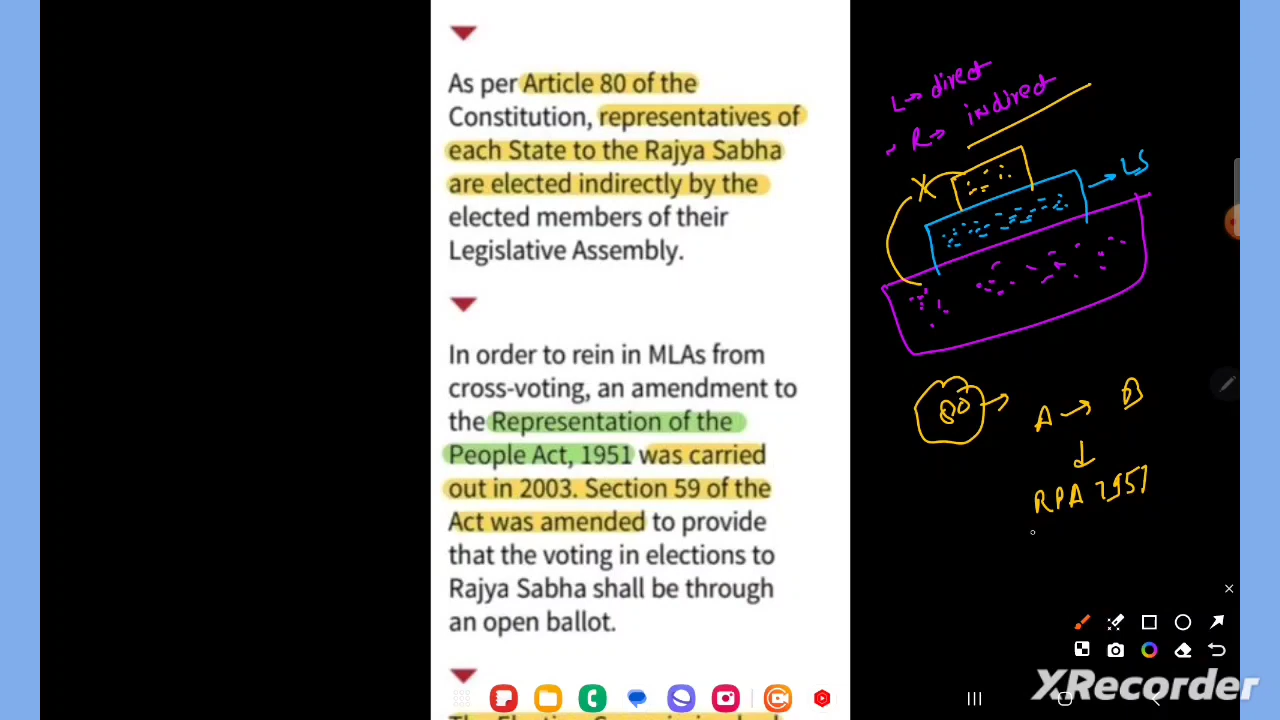 As per Article 80 of the
Constitution, representatives of
each State to the Rajya Sabha
are elected indirectly by the
elected members of their
Legislative Assembly.
In order to rein in MLAs from
cross-voting, an amendment to
the Representation of the
People Act, 1951 was carried
out in 2003. Section 59 of the
Act was amended to provide
that the voting in elections to
Rajya Sabha shall be through
an open ballot.
L → direct
R → indirect
X
→ LS
80 →
A → B
RPA 1951
XRecorder